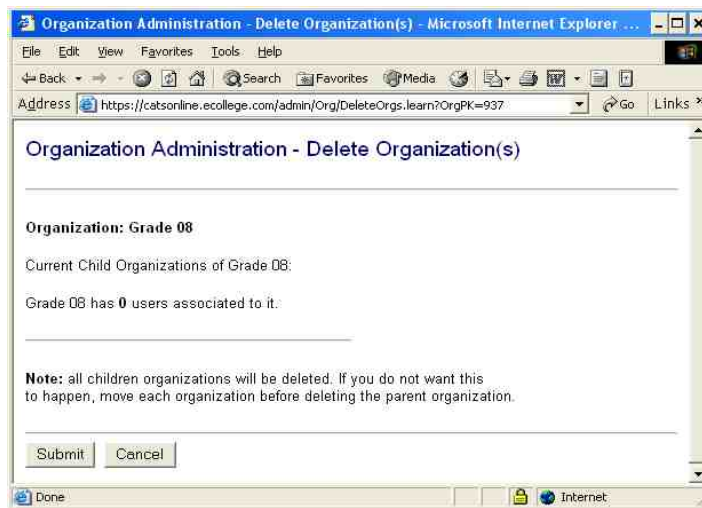 Organization Administration - Delete Organization(s) - Microsoft Internet Explorer ...
File Edit View Favorites Tools Help
Back Search Favorites Media
Address https://catsonline.ecollege.com/admin/Org/DeleteOrgs.learn?OrgPK=937 Go Links »
Organization Administration - Delete Organization(s)
Organization: Grade 08
Current Child Organizations of Grade 08:
Grade 08 has 0 users associated to it.
Note: all children organizations will be deleted. If you do not want this
to happen, move each organization before deleting the parent organization.
Submit Cancel
Done Internet